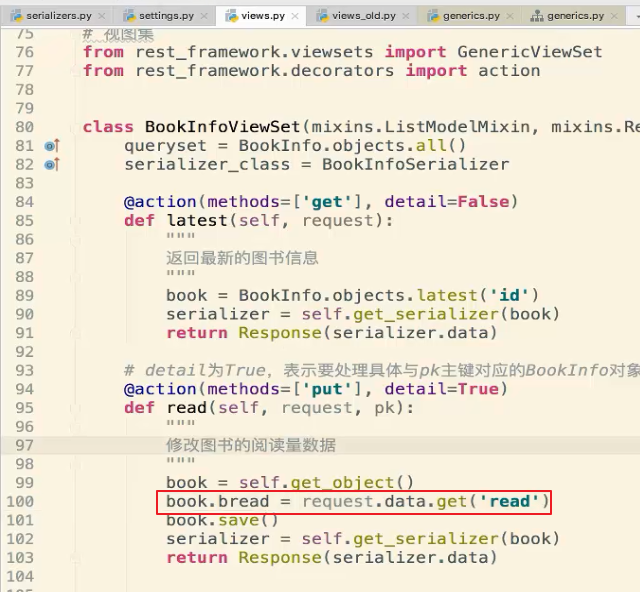 serializers.py × settings.py × views.py × views_old.py × generics.py × generics.py ×
75 # 视图集
76 from rest_framework.viewsets import GenericViewSet
77 from rest_framework.decorators import action
78
79
80 class BookInfoViewSet(mixins.ListModelMixin, mixins.Re
81 queryset = BookInfo.objects.all()
82 serializer_class = BookInfoSerializer
83
84 @action(methods=['get'], detail=False)
85 def latest(self, request):
86 """
87 返回最新的图书信息
88 """
89 book = BookInfo.objects.latest('id')
90 serializer = self.get_serializer(book)
91 return Response(serializer.data)
92
93 # detail为True，表示要处理具体与pk主键对应的BookInfo对象
94 @action(methods=['put'], detail=True)
95 def read(self, request, pk):
96 """
97 修改图书的阅读量数据
98 """
99 book = self.get_object()
100 book.bread = request.data.get('read')
101 book.save()
102 serializer = self.get_serializer(book)
103 return Response(serializer.data)
104